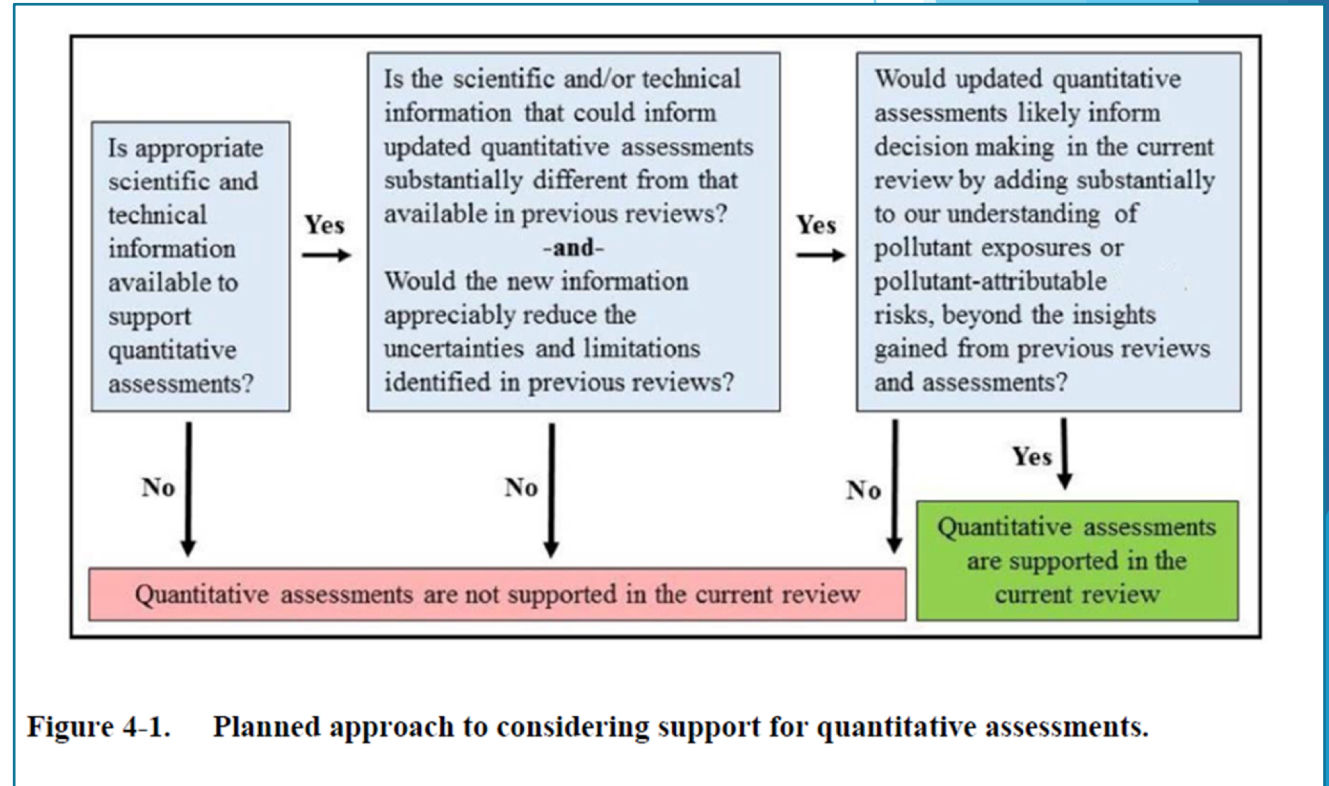 Is appropriate
scientific and
technical
information
available to
support
quantitative
assessments?
Yes
Is the scientific and/or technical
information that could inform
updated quantitative assessments
substantially different from that
available in previous reviews?
-and-
Would the new information
appreciably reduce the
uncertainties and limitations
identified in previous reviews?
Yes
Would updated quantitative
assessments likely inform
decision making in the current
review by adding substantially
to our understanding of
pollutant exposures or
pollutant-attributable
risks, beyond the insights
gained from previous reviews
and assessments?
No
No
No
Yes
Quantitative assessments are not supported in the current review
Quantitative assessments
are supported in the
current review
Figure 4-1. Planned approach to considering support for quantitative assessments.